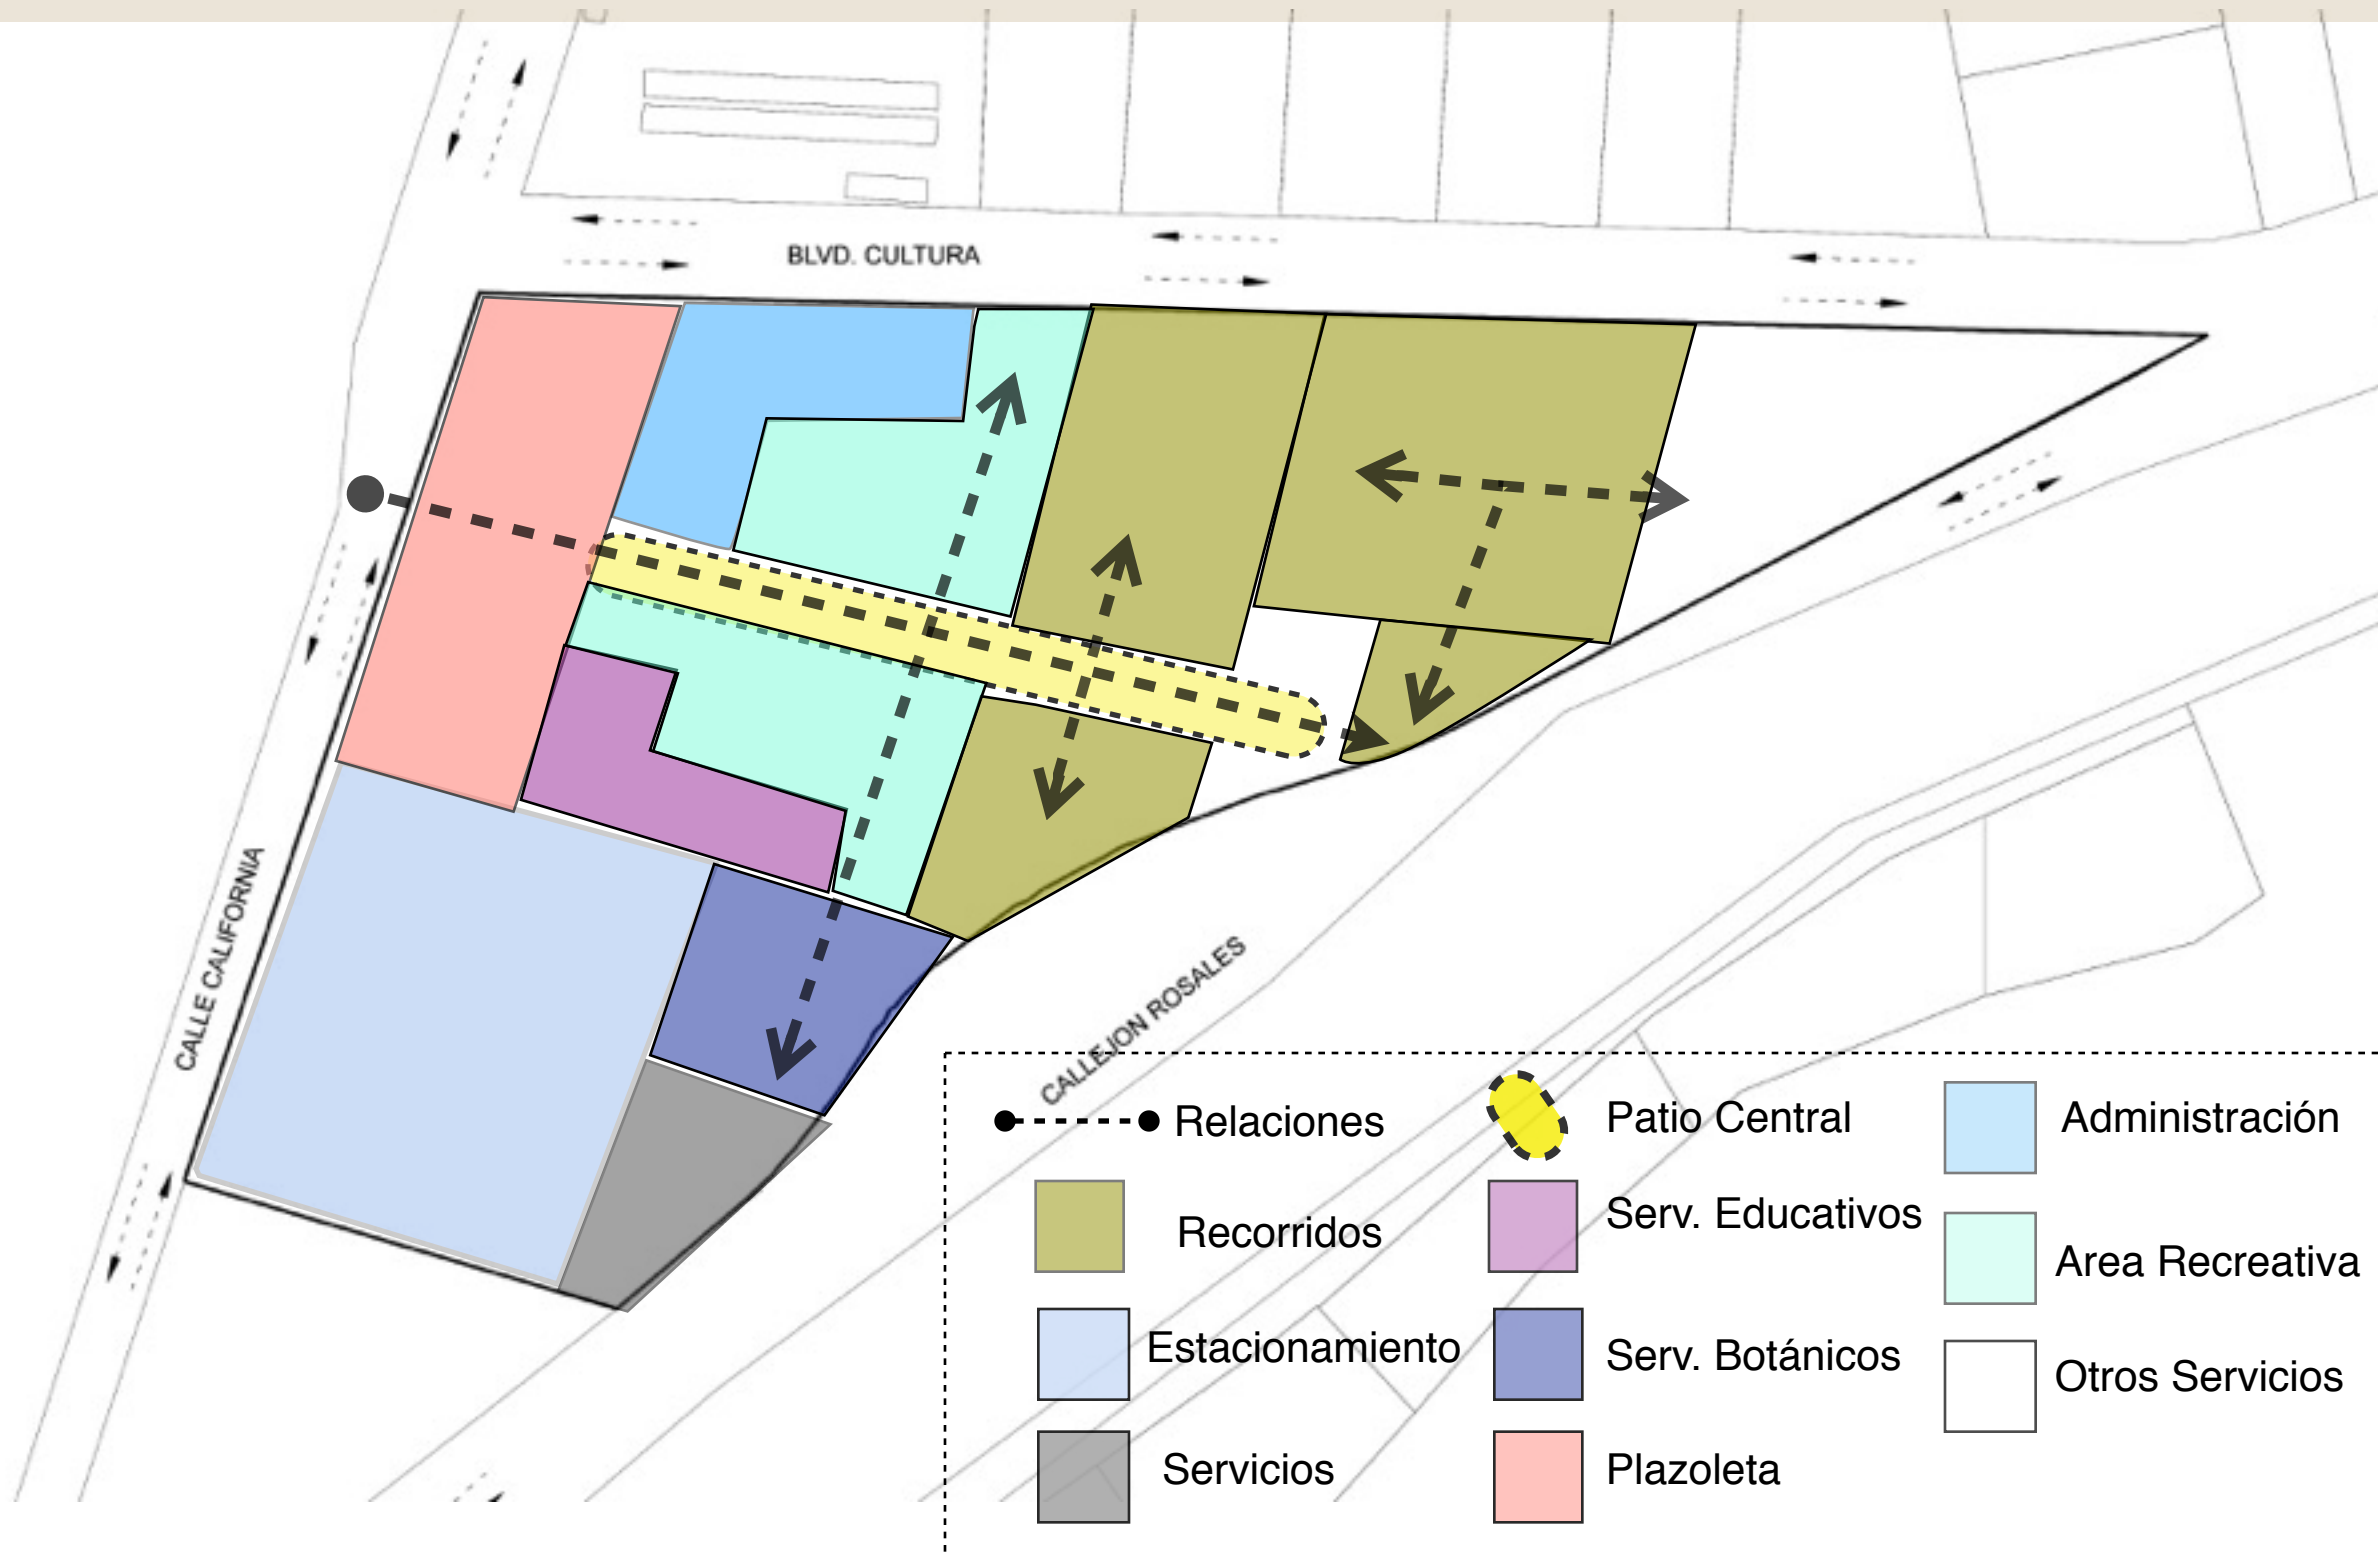 BLVD. CULTURA
CALLE CALIFORNIA
CALLEJON ROSALES
Relaciones
Patio Central
Administración
Recorridos
Serv. Educativos
Area Recreativa
Estacionamiento
Serv. Botánicos
Otros Servicios
Servicios
Plazoleta